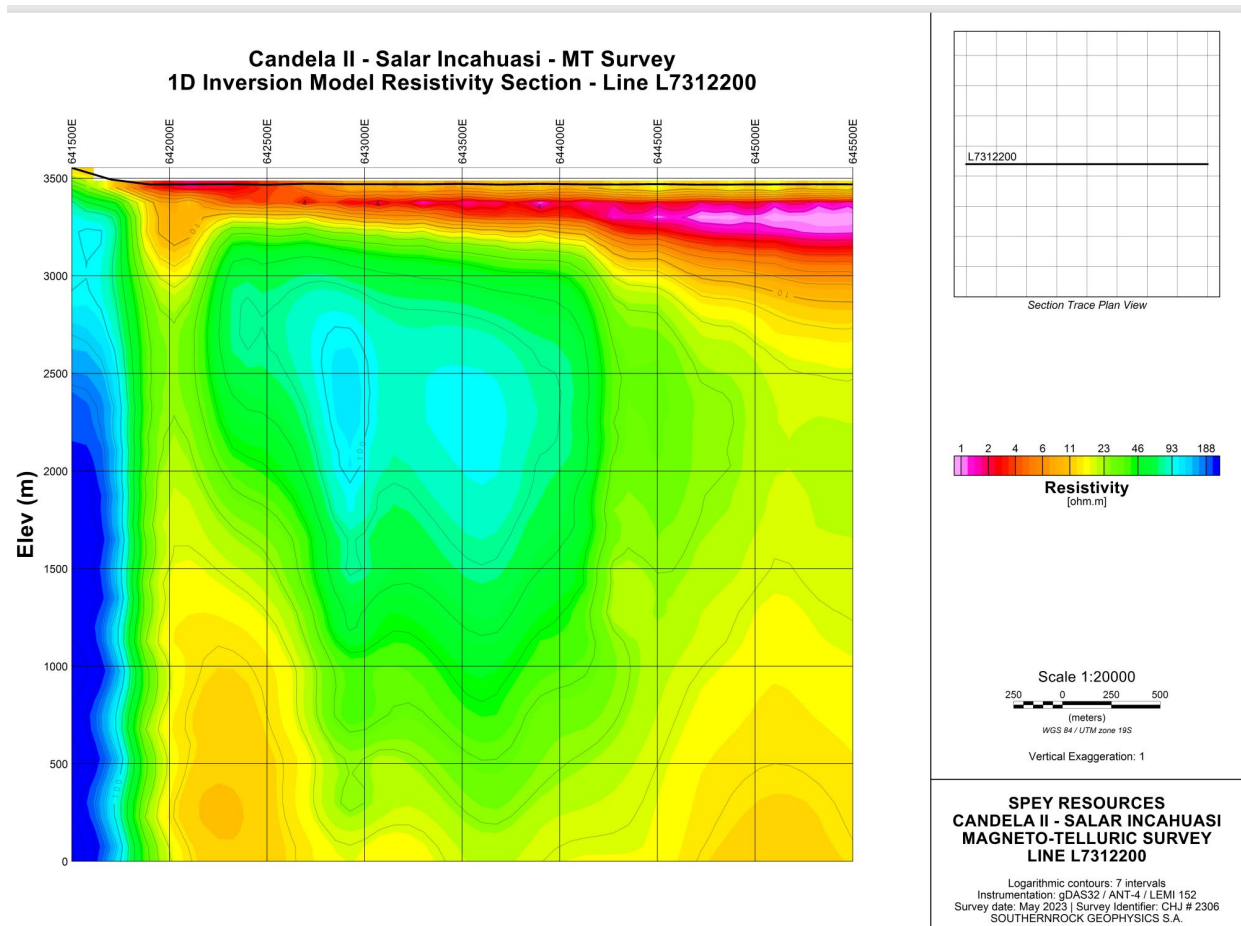 Candela II - Salar Incahuasi - MT Survey
1D Inversion Model Resistivity Section - Line L7312200
641500E
642000E
642500E
643000E
643500E
644000E
644500E
645000E
645500E
3500
3000
2500
2000
1500
1000
500
0
Elev (m)
10
10
100
100
L7312200
Section Trace Plan View
1 2 4 6 11 23 46 93 188
Resistivity
[ohm.m]
Scale 1:20000
250 0 250 500
(meters)
WGS 84 / UTM zone 19S
Vertical Exaggeration: 1
SPEY RESOURCES
CANDELA II - SALAR INCAHUASI
MAGNETO-TELLURIC SURVEY
LINE L7312200
Logarithmic contours: 7 intervals
Instrumentation: gDAS32 / ANT-4 / LEMI 152
Survey date: May 2023 | Survey Identifier: CHJ # 2306
SOUTHERNROCK GEOPHYSICS S.A.